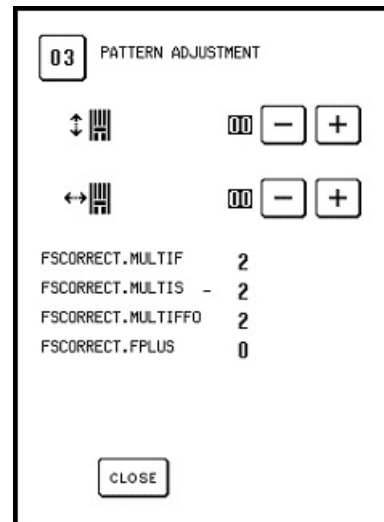 03 PATTERN ADJUSTMENT
00 − +
00 − +
FSCORRECT.MULTIF 2
FSCORRECT.MULTIS - 2
FSCORRECT.MULTIFFO 2
FSCORRECT.FPLUS 0
CLOSE